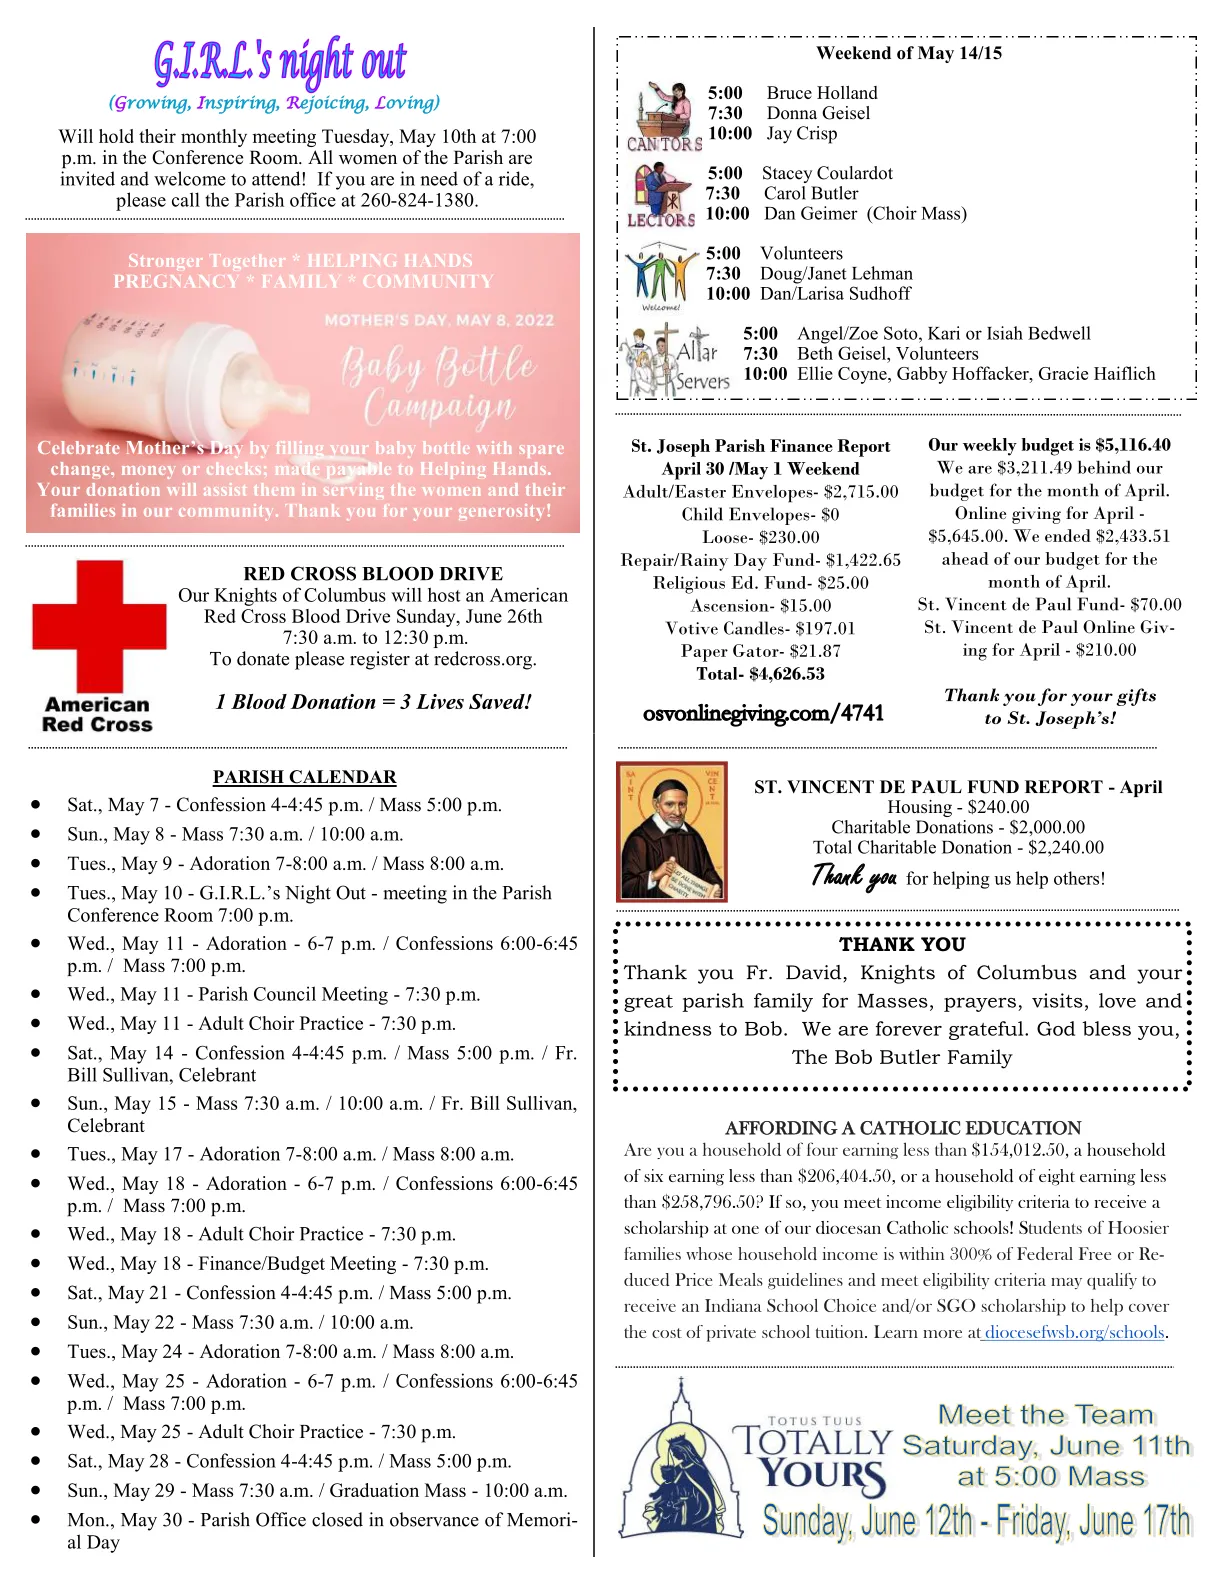 G.I.R.L.'s night out
(Growing, Inspiring, Rejoicing, Loving)
Will hold their monthly meeting Tuesday, May 10th at 7:00
p.m. in the Conference Room. All women of the Parish are
invited and welcome to attend!  If you are in need of a ride,
please call the Parish office at 260-824-1380.
Stronger Together * HELPING HANDS
PREGNANCY * FAMILY * COMMUNITY
MOTHER'S DAY, MAY 8, 2022
Baby Bottle
Campaign
Celebrate Mother's Day by filling your baby bottle with spare
change, money or checks; made payable to Helping Hands.
Your donation will assist them in serving the women and their
families in our community. Thank you for your generosity!
RED CROSS BLOOD DRIVE
Our Knights of Columbus will host an American
Red Cross Blood Drive Sunday, June 26th
7:30 a.m. to 12:30 p.m.
To donate please register at redcross.org.
1 Blood Donation = 3 Lives Saved!
American
Red Cross
PARISH CALENDAR
• Sat., May 7 - Confession 4-4:45 p.m. / Mass 5:00 p.m.
• Sun., May 8 - Mass 7:30 a.m. / 10:00 a.m.
• Tues., May 9 - Adoration 7-8:00 a.m. / Mass 8:00 a.m.
• Tues., May 10 - G.I.R.L.'s Night Out - meeting in the Parish
Conference Room 7:00 p.m.
• Wed., May 11 - Adoration - 6-7 p.m. / Confessions 6:00-6:45
p.m. /  Mass 7:00 p.m.
• Wed., May 11 - Parish Council Meeting - 7:30 p.m.
• Wed., May 11 - Adult Choir Practice - 7:30 p.m.
• Sat., May 14 - Confession 4-4:45 p.m. / Mass 5:00 p.m. / Fr.
Bill Sullivan, Celebrant
• Sun., May 15 - Mass 7:30 a.m. / 10:00 a.m. / Fr. Bill Sullivan,
Celebrant
• Tues., May 17 - Adoration 7-8:00 a.m. / Mass 8:00 a.m.
• Wed., May 18 - Adoration - 6-7 p.m. / Confessions 6:00-6:45
p.m. /  Mass 7:00 p.m.
• Wed., May 18 - Adult Choir Practice - 7:30 p.m.
• Wed., May 18 - Finance/Budget Meeting - 7:30 p.m.
• Sat., May 21 - Confession 4-4:45 p.m. / Mass 5:00 p.m.
• Sun., May 22 - Mass 7:30 a.m. / 10:00 a.m.
• Tues., May 24 - Adoration 7-8:00 a.m. / Mass 8:00 a.m.
• Wed., May 25 - Adoration - 6-7 p.m. / Confessions 6:00-6:45
p.m. /  Mass 7:00 p.m.
• Wed., May 25 - Adult Choir Practice - 7:30 p.m.
• Sat., May 28 - Confession 4-4:45 p.m. / Mass 5:00 p.m.
• Sun., May 29 - Mass 7:30 a.m. / Graduation Mass - 10:00 a.m.
• Mon., May 30 - Parish Office closed in observance of Memori-
al Day
Weekend of May 14/15
CANTORS
5:00 Bruce Holland
7:30 Donna Geisel
10:00 Jay Crisp
LECTORS
5:00 Stacey Coulardot
7:30 Carol Butler
10:00 Dan Geimer  (Choir Mass)
Welcome!
5:00 Volunteers
7:30 Doug/Janet Lehman
10:00 Dan/Larisa Sudhoff
Altar
Servers
5:00 Angel/Zoe Soto, Kari or Isiah Bedwell
7:30 Beth Geisel, Volunteers
10:00 Ellie Coyne, Gabby Hoffacker, Gracie Haiflich
St. Joseph Parish Finance Report
April 30 /May 1 Weekend
Adult/Easter Envelopes- $2,715.00
Child Envelopes- $0
Loose- $230.00
Repair/Rainy Day Fund- $1,422.65
Religious Ed. Fund- $25.00
Ascension- $15.00
Votive Candles- $197.01
Paper Gator- $21.87
Total- $4,626.53
osvonlinegiving.com/4741
Our weekly budget is $5,116.40
We are $3,211.49 behind our
budget for the month of April.
Online giving for April -
$5,645.00. We ended $2,433.51
ahead of our budget for the
month of April.
St. Vincent de Paul Fund- $70.00
St. Vincent de Paul Online Giv-
ing for April - $210.00
Thank you for your gifts
to St. Joseph's!
SAINT VINCENT
ST. VINCENT DE PAUL FUND REPORT - April
Housing - $240.00
Charitable Donations - $2,000.00
Total Charitable Donation - $2,240.00
Thank you for helping us help others!
THANK YOU
Thank you Fr. David, Knights of Columbus and your
great parish family for Masses, prayers, visits, love and
kindness to Bob.  We are forever grateful. God bless you,
The Bob Butler Family
AFFORDING A CATHOLIC EDUCATION
Are you a household of four earning less than $154,012.50, a household
of six earning less than $206,404.50, or a household of eight earning less
than $258,796.50? If so, you meet income eligibility criteria to receive a
scholarship at one of our diocesan Catholic schools! Students of Hoosier
families whose household income is within 300% of Federal Free or Re-
duced Price Meals guidelines and meet eligibility criteria may qualify to
receive an Indiana School Choice and/or SGO scholarship to help cover
the cost of private school tuition. Learn more at diocesefwsb.org/schools.
TOTUS TUUS
TOTALLY
YOURS
Meet the Team
Saturday, June 11th
at 5:00 Mass
Sunday, June 12th - Friday, June 17th